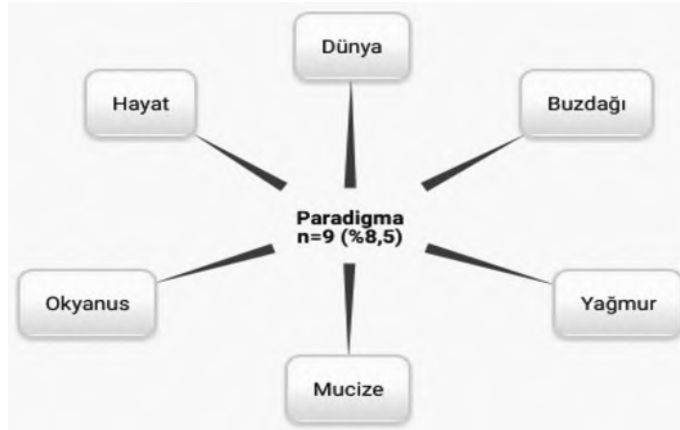 Dünya
Hayat
Buzdağı
Paradigma
n=9 (%8,5)
Okyanus
Yağmur
Mucize